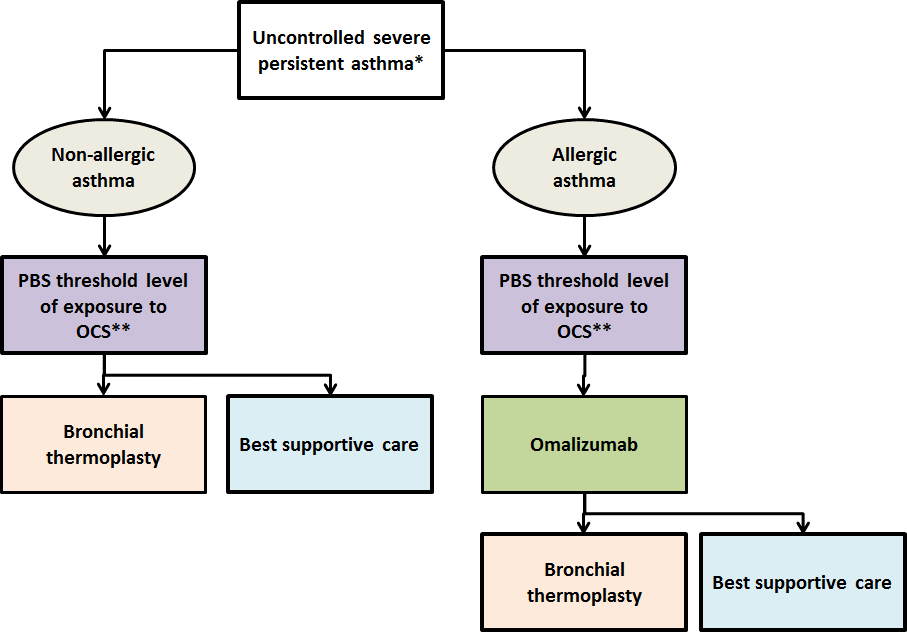 Uncontrolled severe
persistent asthma*
Non-allergic
asthma
Allergic
asthma
PBS threshold level
of exposure to
OCS**
PBS threshold level
of exposure to
OCS**
Bronchial
thermoplasty
Best supportive care
Omalizumab
Bronchial
thermoplasty
Best supportive care